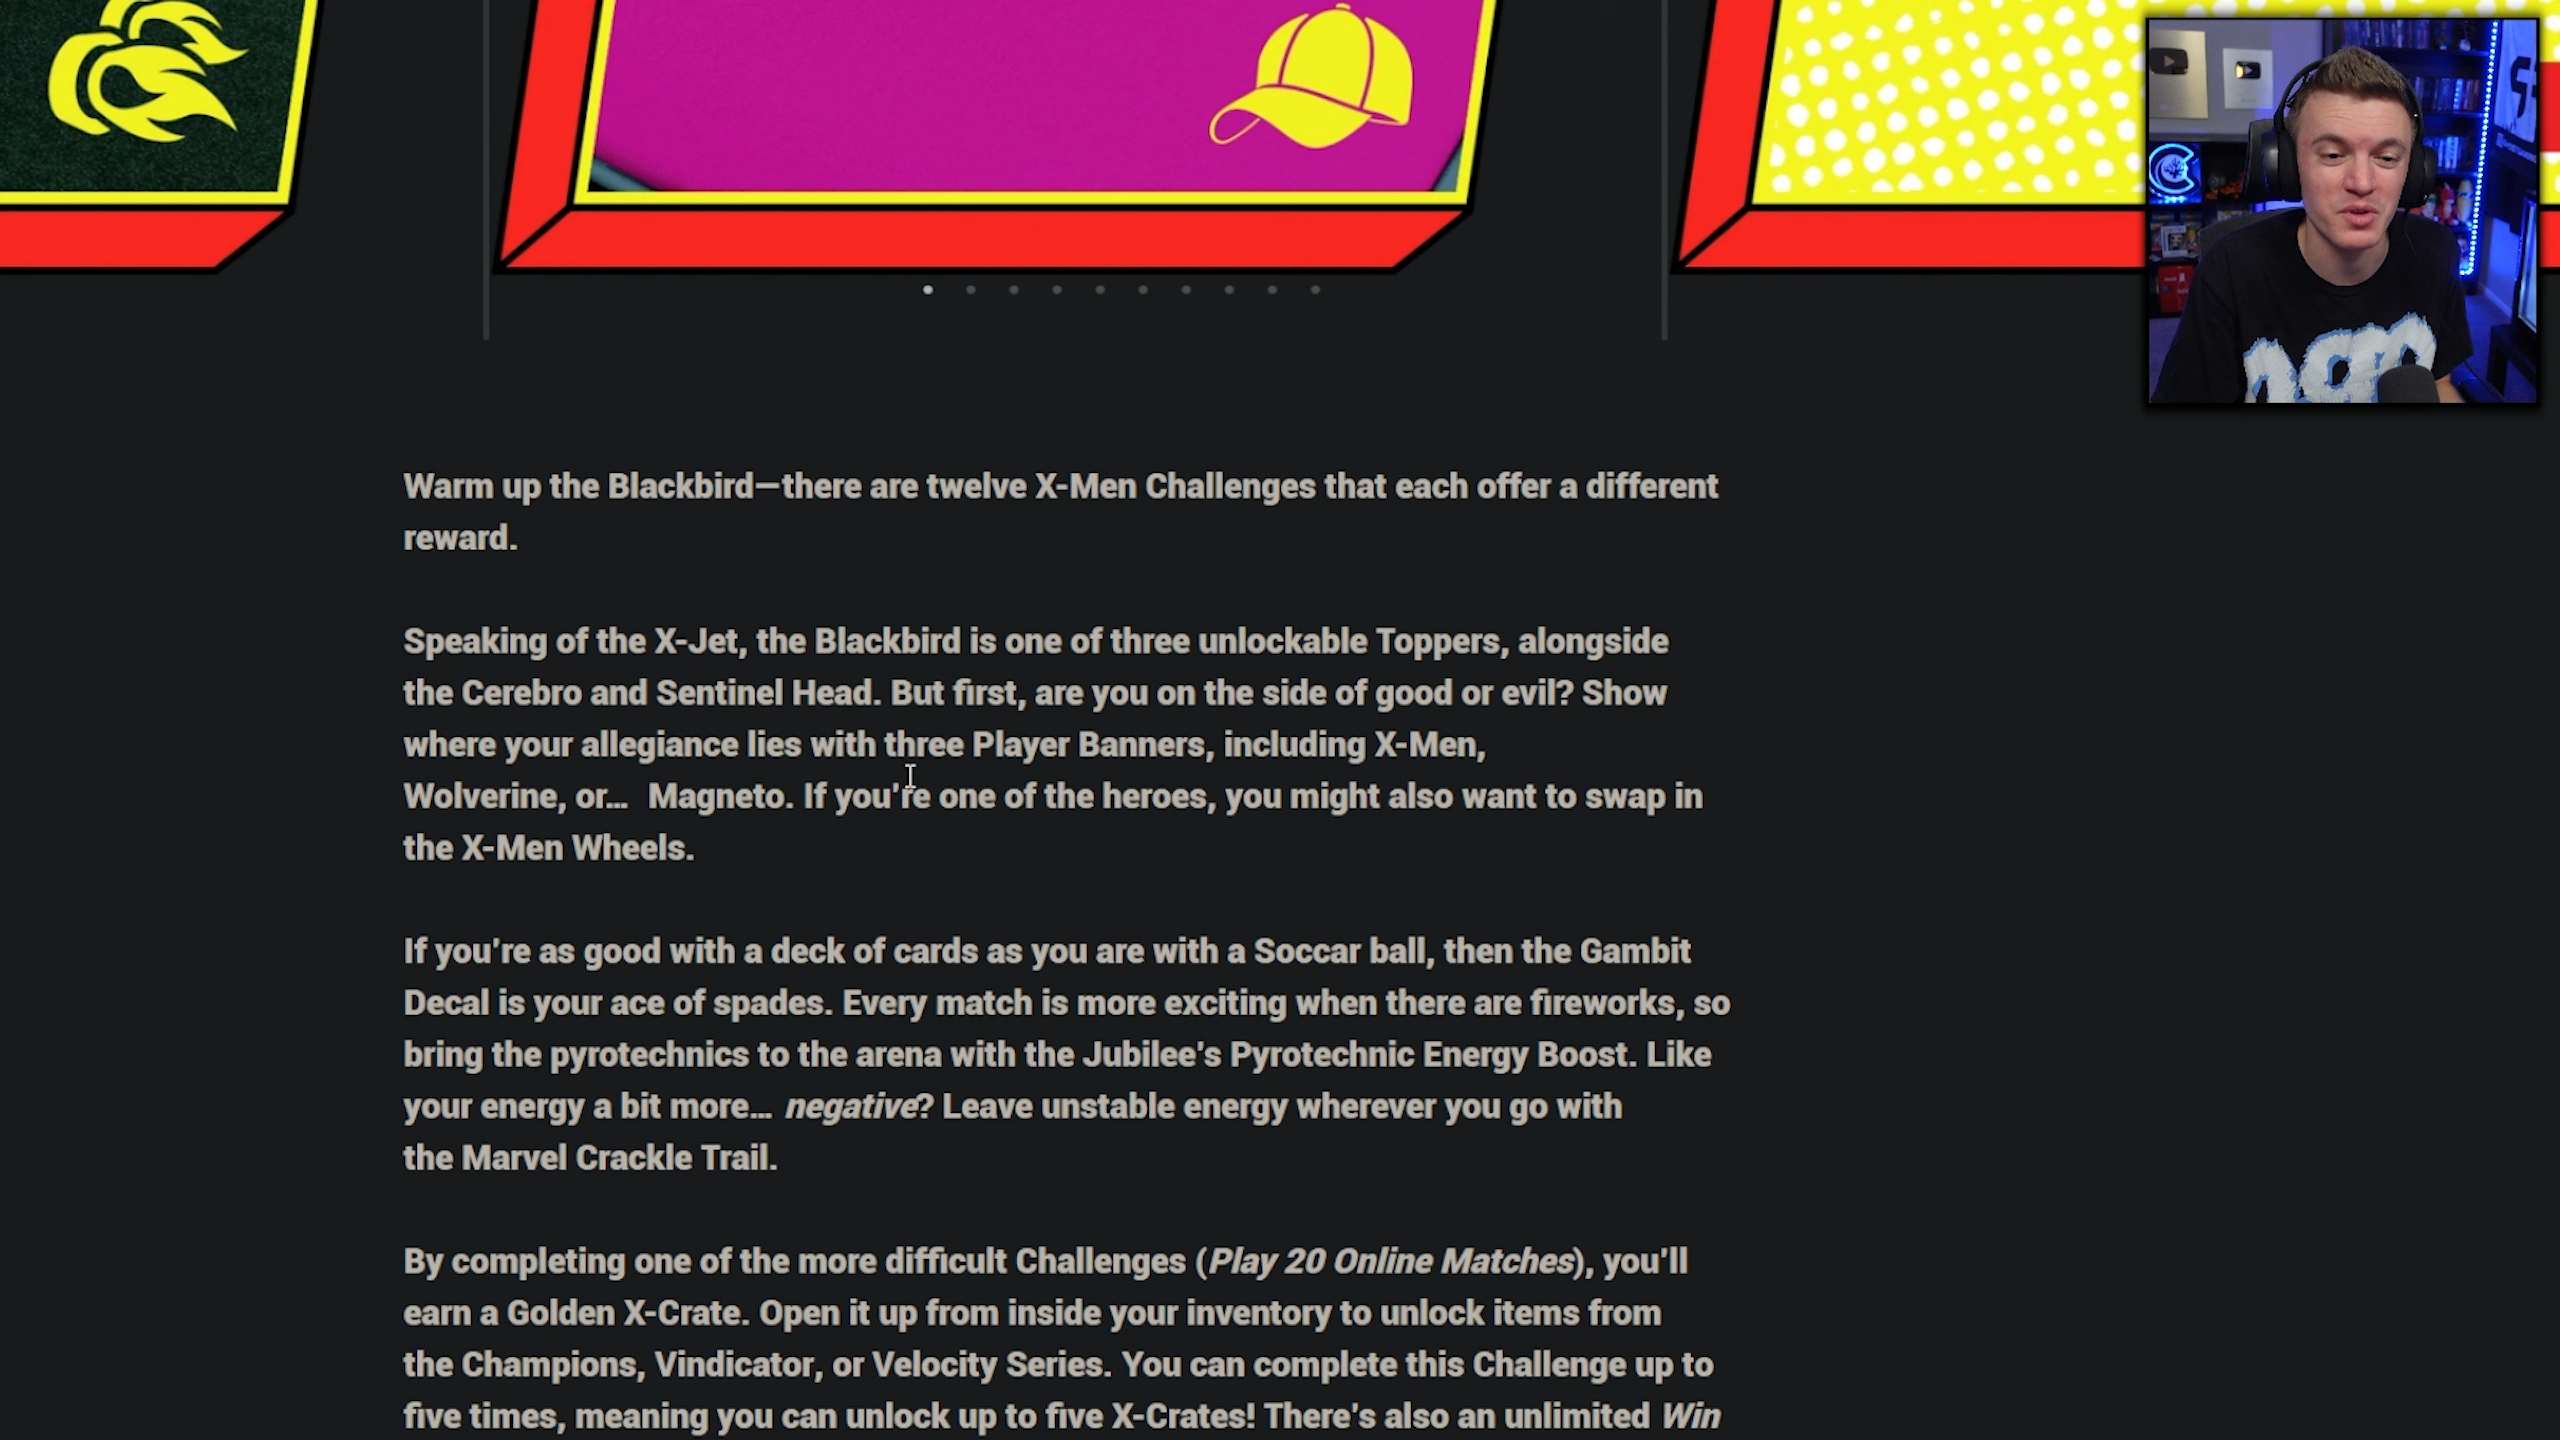 Warm up the Blackbird—there are twelve X-Men Challenges that each offer a different
reward.
Speaking of the X-Jet, the Blackbird is one of three unlockable Toppers, alongside
the Cerebro and Sentinel Head. But first, are you on the side of good or evil? Show
where your allegiance lies with three Player Banners, including X-Men,
Wolverine, or… Magneto. If you're one of the heroes, you might also want to swap in
the X-Men Wheels.
If you're as good with a deck of cards as you are with a Soccar ball, then the Gambit
Decal is your ace of spades. Every match is more exciting when there are fireworks, so
bring the pyrotechnics to the arena with the Jubilee's Pyrotechnic Energy Boost. Like
your energy a bit more… negative? Leave unstable energy wherever you go with
the Marvel Crackle Trail.
By completing one of the more difficult Challenges (Play 20 Online Matches), you'll
earn a Golden X-Crate. Open it up from inside your inventory to unlock items from
the Champions, Vindicator, or Velocity Series. You can complete this Challenge up to
five times, meaning you can unlock up to five X-Crates! There's also an unlimited Win